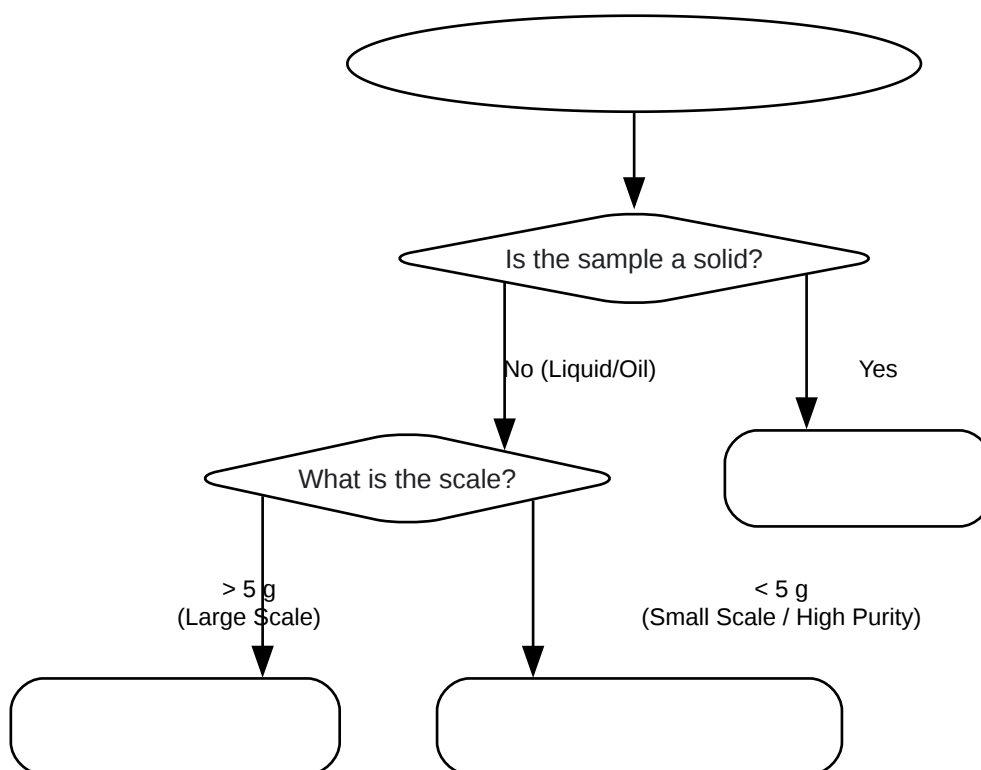 Is the sample a solid?
No (Liquid/Oil)
Yes
What is the scale?
> 5 g
(Large Scale)
< 5 g
(Small Scale / High Purity)